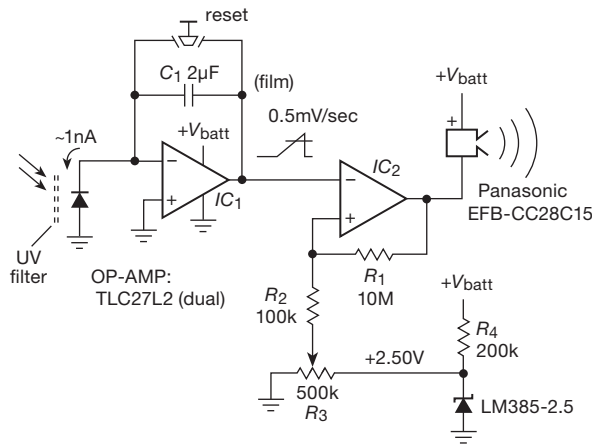 reset
C₁ 2µF
(film)
~1nA
+Vbatt
0.5mV/sec
+Vbatt
+
−
+
IC₁
−
+
IC₂
Panasonic
EFB-CC28C15
UV
filter
OP-AMP:
TLC27L2 (dual)
R₁
10M
R₂
100k
+Vbatt
R₄
200k
+2.50V
500k
R₃
LM385-2.5